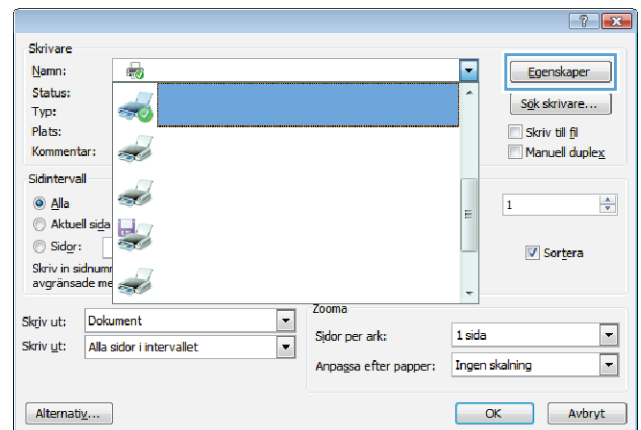 Skrivare
Namn:
Egenskaper
Status:
Sök skrivare...
Typ:
Plats:
Skriv till fil
Kommentar:
Manuell duplex
Sidintervall
Alla
1
Aktuell sida
Sidor:
Sortera
Skriv in sidnumr
avgränsade me
Zooma
Skriv ut: Dokument
Sidor per ark: 1 sida
Skriv ut: Alla sidor i intervallet
Anpassa efter papper: Ingen skalning
Alternativ...
OK
Avbryt